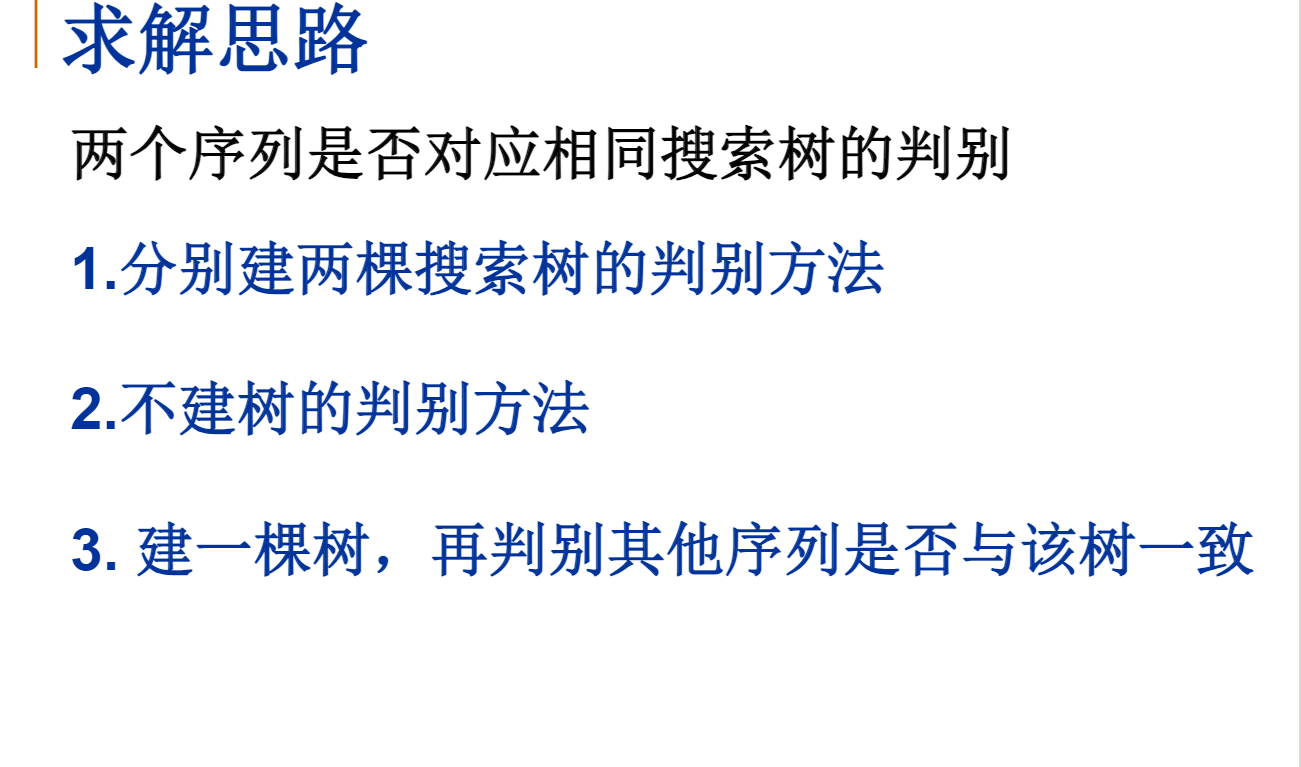 求解思路
两个序列是否对应相同搜索树的判别
1.分别建两棵搜索树的判别方法
2.不建树的判别方法
3. 建一棵树，再判别其他序列是否与该树一致